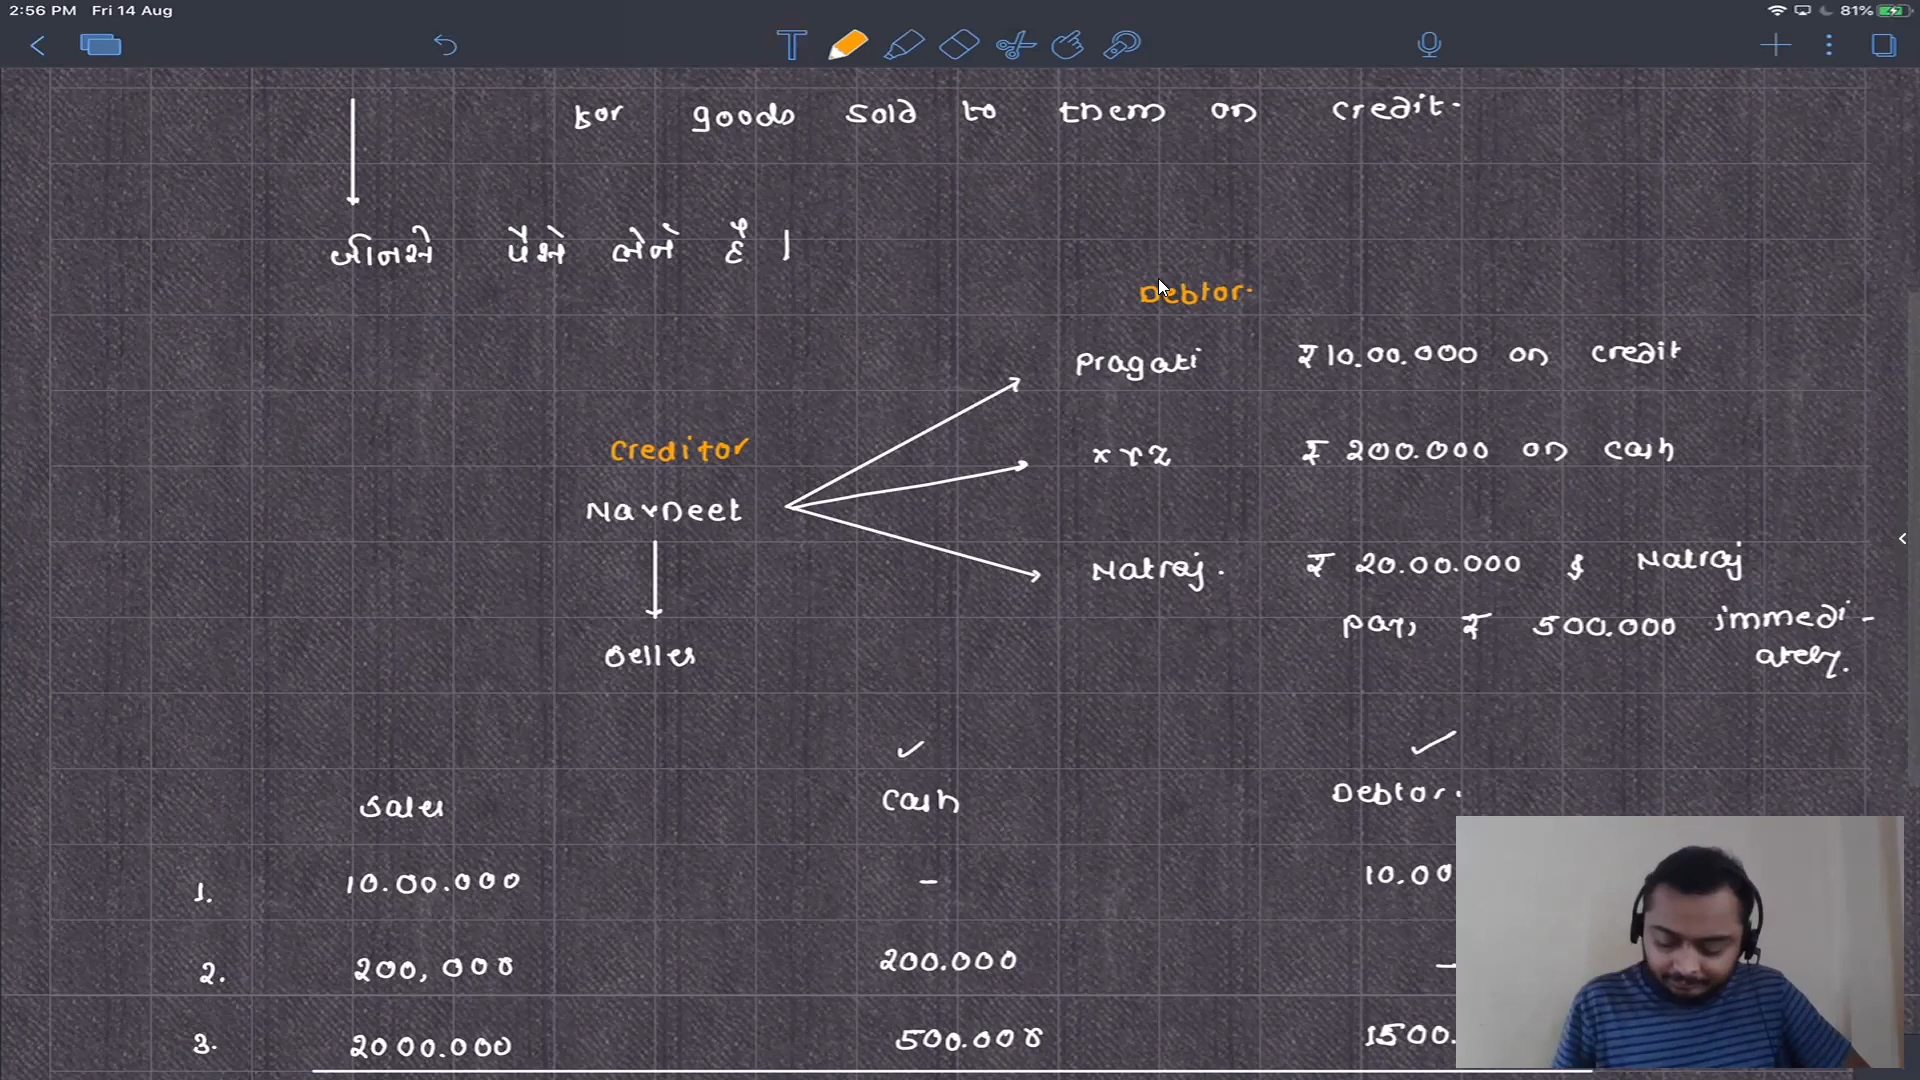 2:56 PM Fri 14 Aug 81%
for goods sold to them on credit.
जीनसे पैसे लेने है |
Debtor.
Pragati ₹10.00.000 on credit
Creditor
XYZ ₹ 200.000 on cash
Navneet
Natraj. ₹ 20.00.000 & Natraj
pay, ₹ 500.000 immedi-
ately.
Seller
Sales Cash Debtor.
1. 10.00.000 - 10.00
2. 200,000 200.000 -
3. 2000.000 500.000 1500.